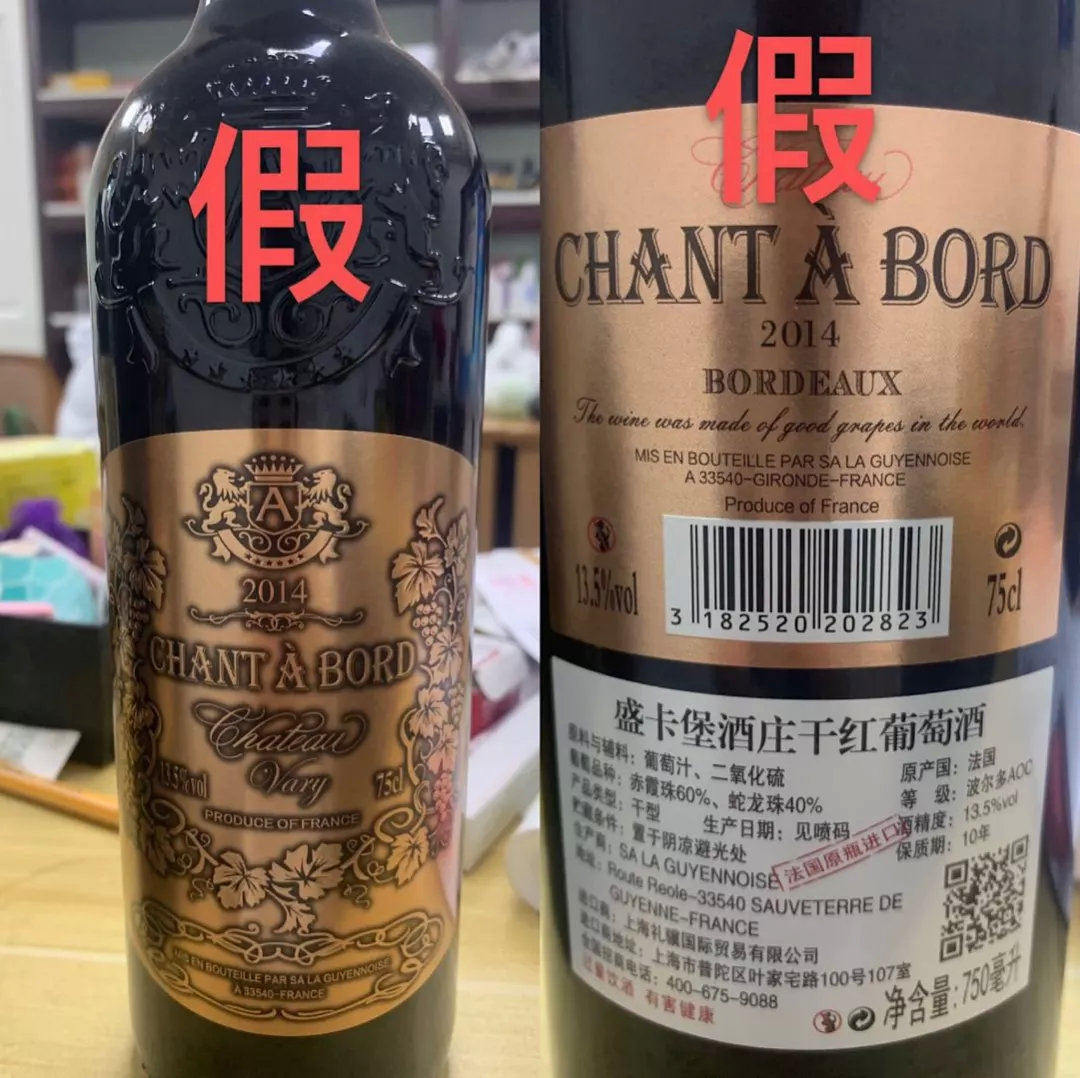 假
A
2014
CHANT À BORD
Chateau
Vary
13.5%vol
75cl
PRODUCE OF FRANCE
MIS EN BOUTEILLE PAR SA LA GUYENNOISE
À 33540-FRANCE
假
CHANT À BORD
2014
BORDEAUX
The wine was made of good grapes in the world.
MIS EN BOUTEILLE PAR SA LA GUYENNOISE
A 33540-GIRONDE-FRANCE
Produce of France
13.5%vol
75cl
3 182520 202823
盛卡堡酒庄干红葡萄酒
原料与辅料：葡萄汁、二氧化硫
原产国：法国
葡萄品种：赤霞珠60%、蛇龙珠40%
等 级：波尔多AOC
产品类型：干型
生产日期：见喷码
酒精度：13.5%vol
贮藏条件：置于阴凉避光处
保质期：10年
法国原瓶进口
生产商：SA LA GUYENNOISE
地址：Route Reole-33540 SAUVETERRE DE
GUYENNE-FRANCE
进口商：上海礼骧国际贸易有限公司
进口商地址：上海市普陀区叶家宅路100号107室
全国招商电话：400-675-9088
过量饮酒 有害健康
净含量：750毫升